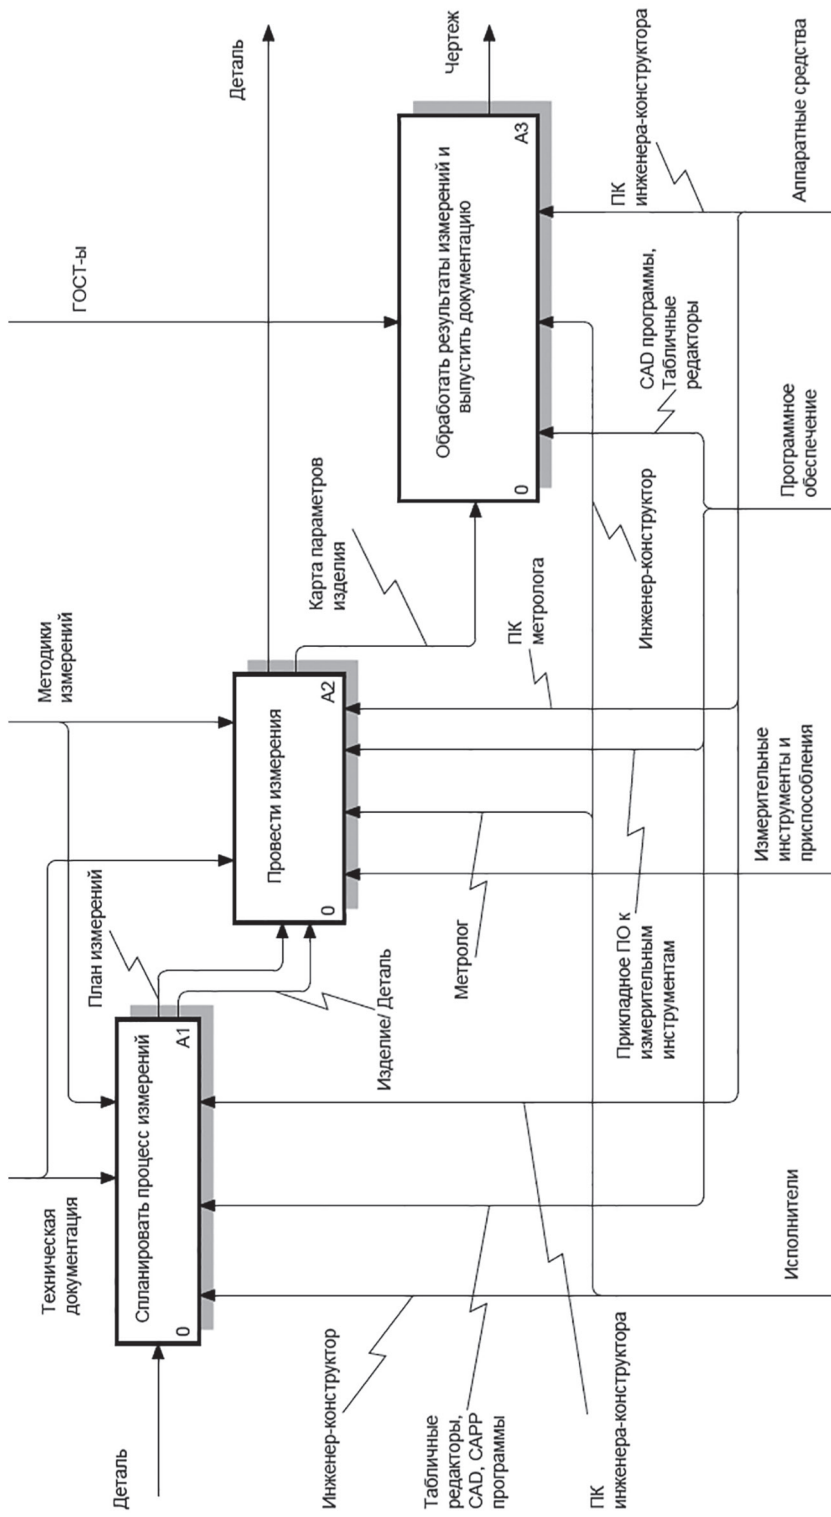 Деталь
Техническая
документация
Методики
измерений
ГОСТ-ы
Спланировать процесс измерений
0
A1
План измерений
Изделие/ Деталь
Провести измерения
0
A2
Деталь
Карта параметров
изделия
Обработать результаты измерений и
выпустить документацию
0
A3
Чертеж
Инженер-конструктор
Табличные
редакторы,
CAD, CAPP
программы
ПК
инженера-конструктора
Метролог
Прикладное ПО к
измерительным
инструментам
ПК
метролога
Инженер-конструктор
CAD программы,
Табличные
редакторы
ПК
инженера-конструктора
Исполнители
Измерительные
инструменты и
приспособления
Программное
обеспечение
Аппаратные средства